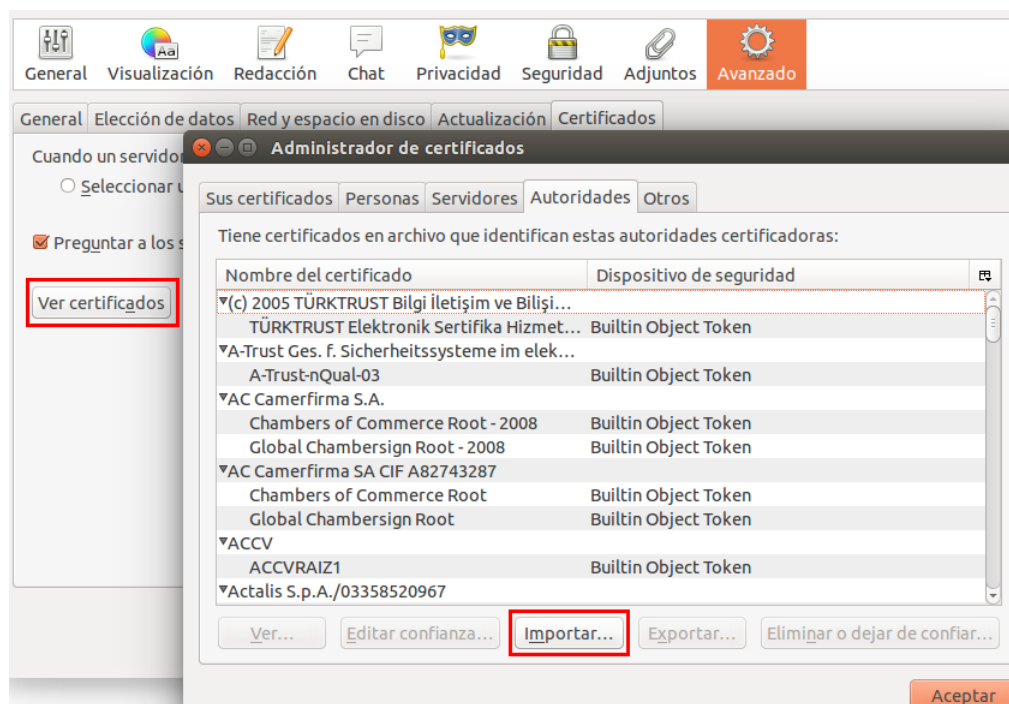 General Visualización Redacción Chat Privacidad Seguridad Adjuntos Avanzado
General Elección de datos Red y espacio en disco Actualización Certificados
Cuando un servidor
Seleccionar u
Preguntar a los s
Ver certificados
Administrador de certificados
Sus certificados Personas Servidores Autoridades Otros
Tiene certificados en archivo que identifican estas autoridades certificadoras:
Nombre del certificado Dispositivo de seguridad
(c) 2005 TÜRKTRUST Bilgi İletişim ve Bilişi...
TÜRKTRUST Elektronik Sertifika Hizmet... Builtin Object Token
A-Trust Ges. f. Sicherheitssysteme im elek...
A-Trust-nQual-03 Builtin Object Token
AC Camerfirma S.A.
Chambers of Commerce Root - 2008 Builtin Object Token
Global Chambersign Root - 2008 Builtin Object Token
AC Camerfirma SA CIF A82743287
Chambers of Commerce Root Builtin Object Token
Global Chambersign Root Builtin Object Token
ACCV
ACCVRAIZ1 Builtin Object Token
Actalis S.p.A./03358520967
Ver... Editar confianza... Importar... Exportar... Eliminar o dejar de confiar...
Aceptar